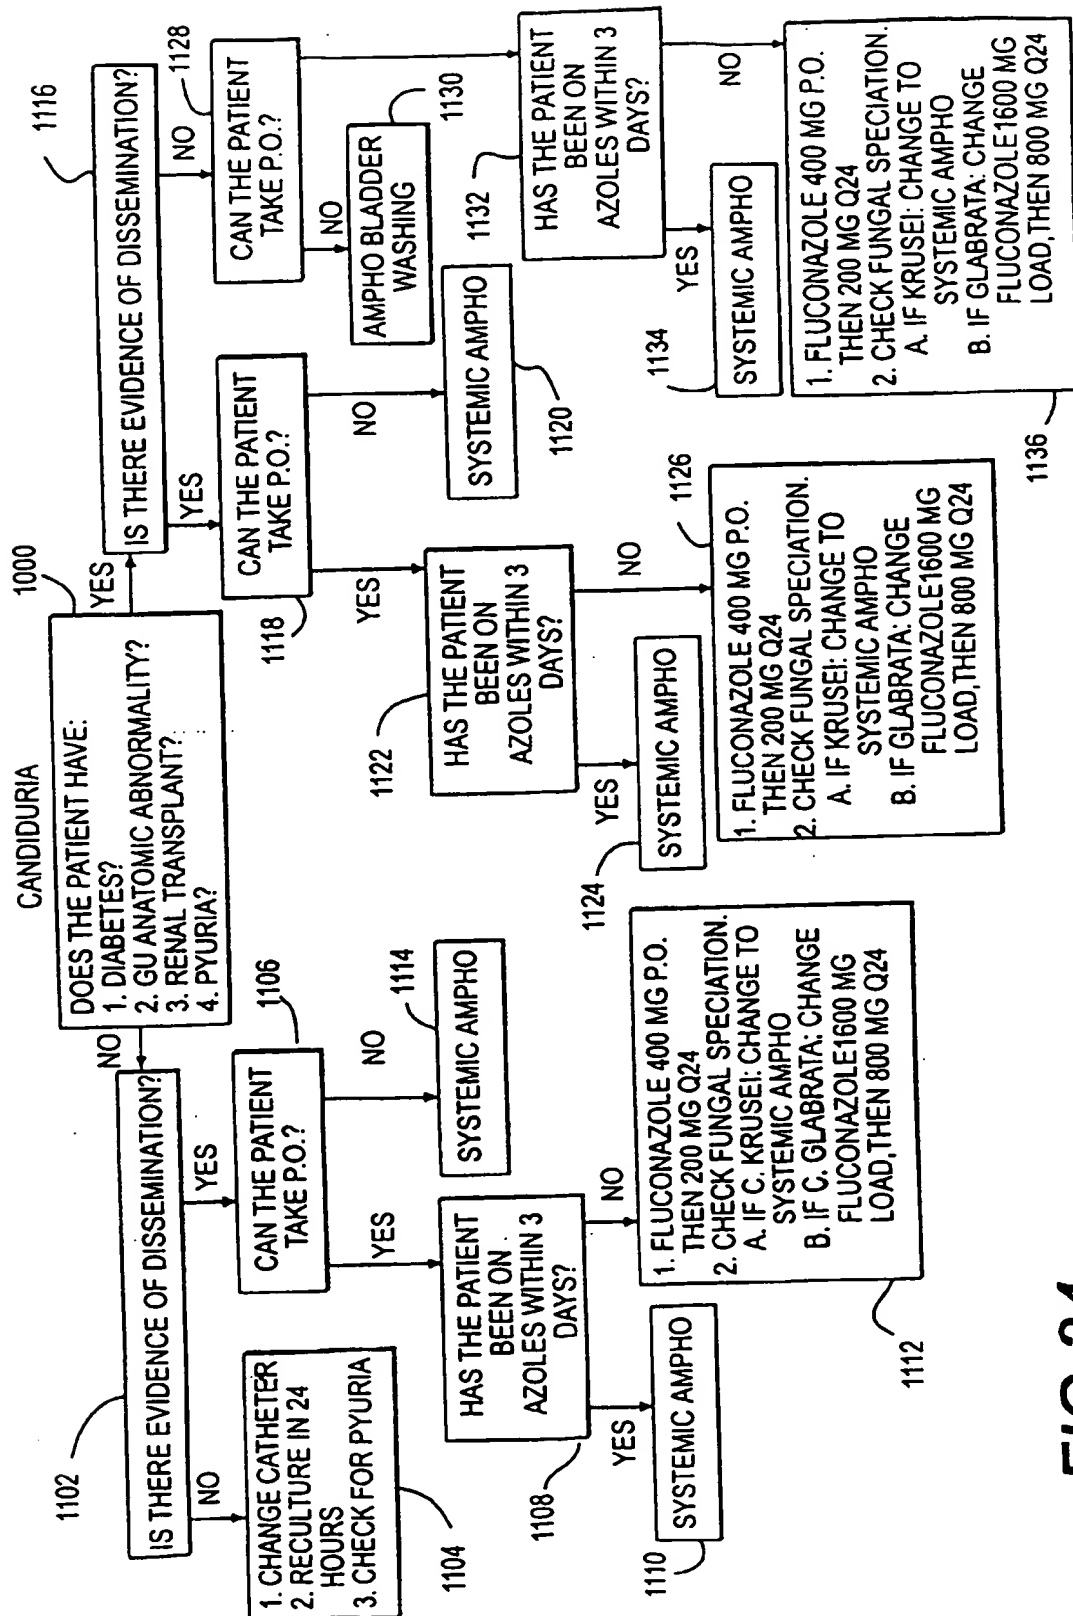 CANDIDURIA
1000
DOES THE PATIENT HAVE:
1. DIABETES?
2. GU ANATOMIC ABNORMALITY?
3. RENAL TRANSPLANT?
4. PYURIA?
NO
YES
1102
IS THERE EVIDENCE OF DISSEMINATION?
NO
YES
1. CHANGE CATHETER
2. RECULTURE IN 24
HOURS
3. CHECK FOR PYURIA
1104
1106
CAN THE PATIENT
TAKE P.O.?
YES
NO
1114
SYSTEMIC AMPHO
HAS THE PATIENT
BEEN ON
AZOLES WITHIN 3
DAYS?
1108
YES
NO
SYSTEMIC AMPHO
1110
1. FLUCONAZOLE 400 MG P.O.
THEN 200 MG Q24
2. CHECK FUNGAL SPECIATION.
A. IF C. KRUSEI: CHANGE TO
SYSTEMIC AMPHO
B. IF C. GLABRATA: CHANGE
FLUCONAZOLE1600 MG
LOAD,THEN 800 MG Q24
1112
1116
IS THERE EVIDENCE OF DISSEMINATION?
YES
NO
CAN THE PATIENT
TAKE P.O.?
1118
YES
NO
SYSTEMIC AMPHO
1120
1122
HAS THE PATIENT
BEEN ON
AZOLES WITHIN 3
DAYS?
YES
NO
1124
SYSTEMIC AMPHO
1126
1. FLUCONAZOLE 400 MG P.O.
THEN 200 MG Q24
2. CHECK FUNGAL SPECIATION.
A. IF KRUSEI: CHANGE TO
SYSTEMIC AMPHO
B. IF GLABRATA: CHANGE
FLUCONAZOLE1600 MG
LOAD,THEN 800 MG Q24
1128
CAN THE PATIENT
TAKE P.O.?
NO
1130
AMPHO BLADDER
WASHING
1132
HAS THE PATIENT
BEEN ON
AZOLES WITHIN 3
DAYS?
YES
NO
1134
SYSTEMIC AMPHO
1. FLUCONAZOLE 400 MG P.O.
THEN 200 MG Q24
2. CHECK FUNGAL SPECIATION.
A. IF KRUSEI: CHANGE TO
SYSTEMIC AMPHO
B. IF GLABRATA: CHANGE
FLUCONAZOLE1600 MG
LOAD,THEN 800 MG Q24
1136